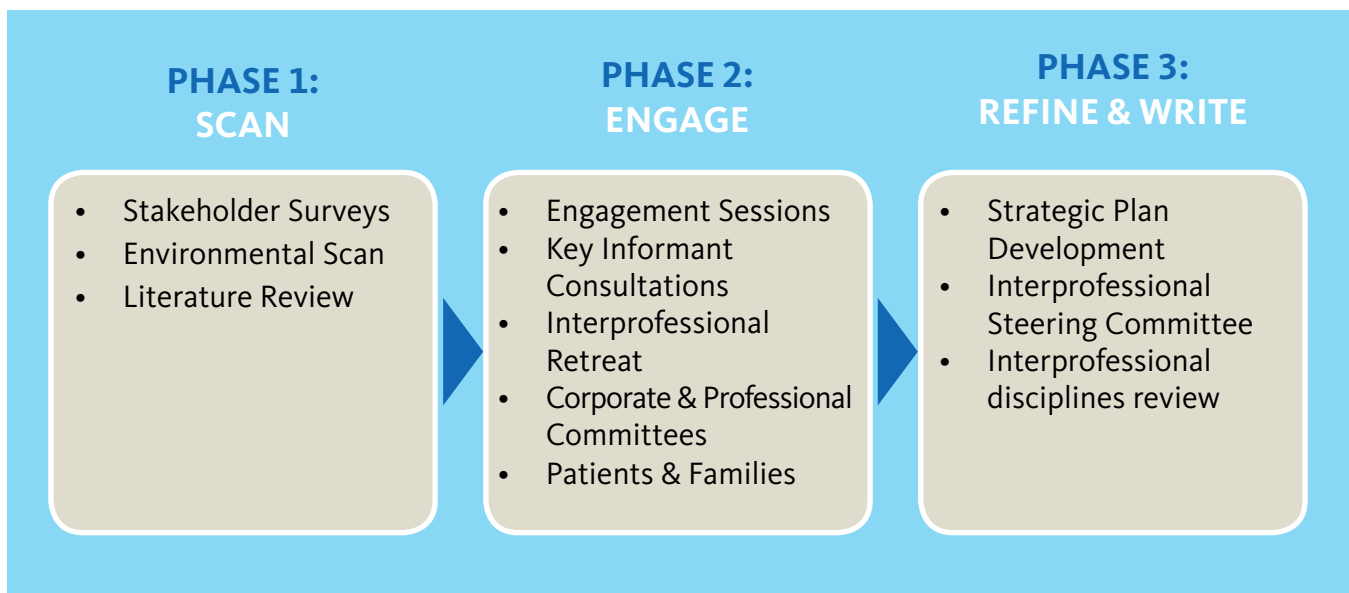 PHASE 1:
SCAN
• Stakeholder Surveys
• Environmental Scan
• Literature Review
PHASE 2:
ENGAGE
• Engagement Sessions
• Key Informant
Consultations
• Interprofessional
Retreat
• Corporate & Professional
Committees
• Patients & Families
PHASE 3:
REFINE & WRITE
• Strategic Plan
Development
• Interprofessional
Steering Committee
• Interprofessional
disciplines review